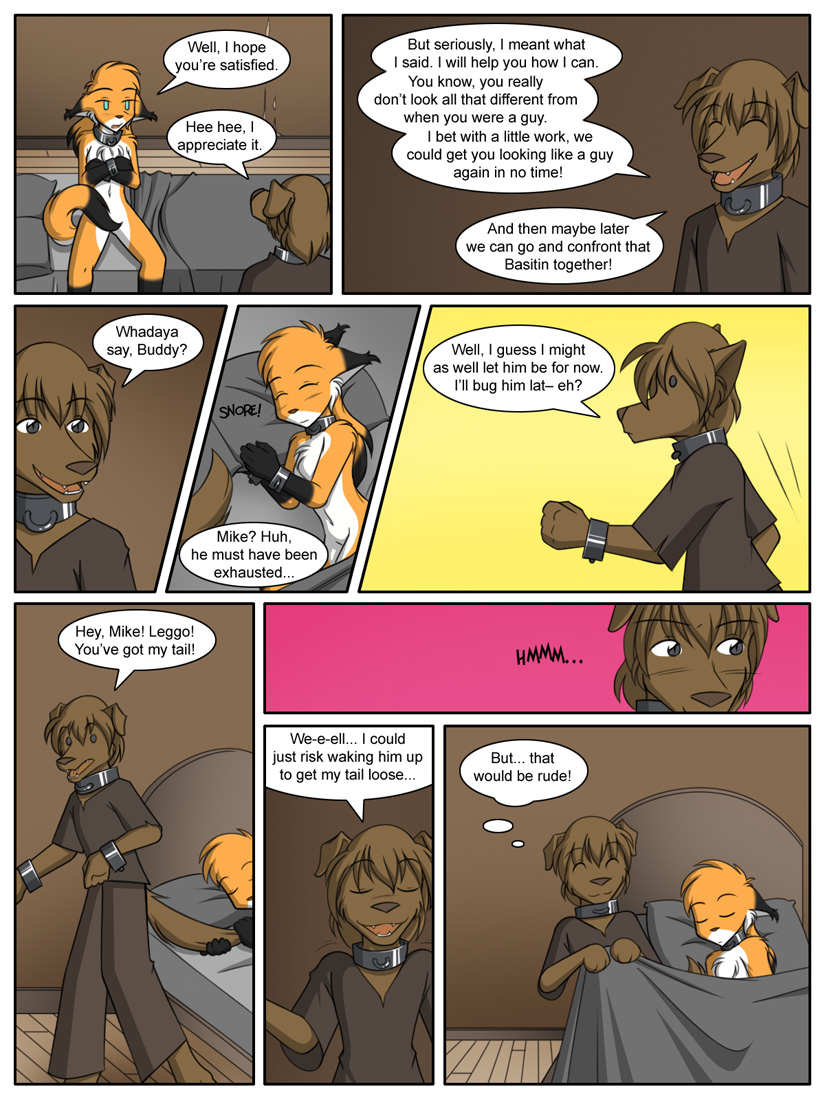 Well, I hope
you're satisfied.
Hee hee, I
appreciate it.
But seriously, I meant what
I said. I will help you how I can.
You know, you really
don't look all that different from
when you were a guy.
I bet with a little work, we
could get you looking like a guy
again in no time!
And then maybe later
we can go and confront that
Basitin together!
Whadaya
say, Buddy?
SNORE!
Mike? Huh,
he must have been
exhausted...
Well, I guess I might
as well let him be for now.
I'll bug him lat– eh?
Hey, Mike! Leggo!
You've got my tail!
HMMM...
We-e-ell... I could
just risk waking him up
to get my tail loose...
But... that
would be rude!